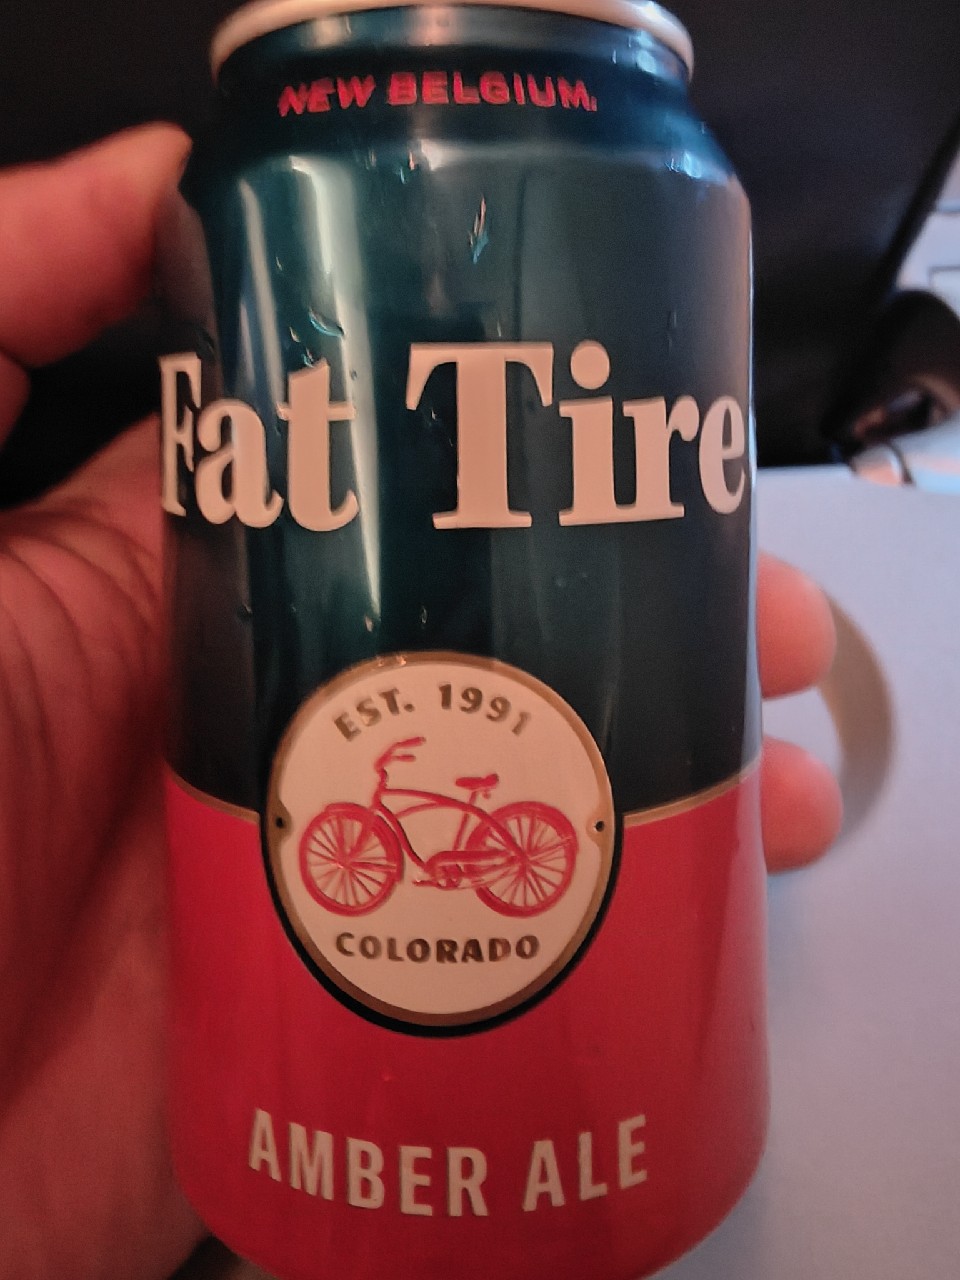 NEW BELGIUM.
Fat Tire
EST. 1991
COLORADO
AMBER ALE